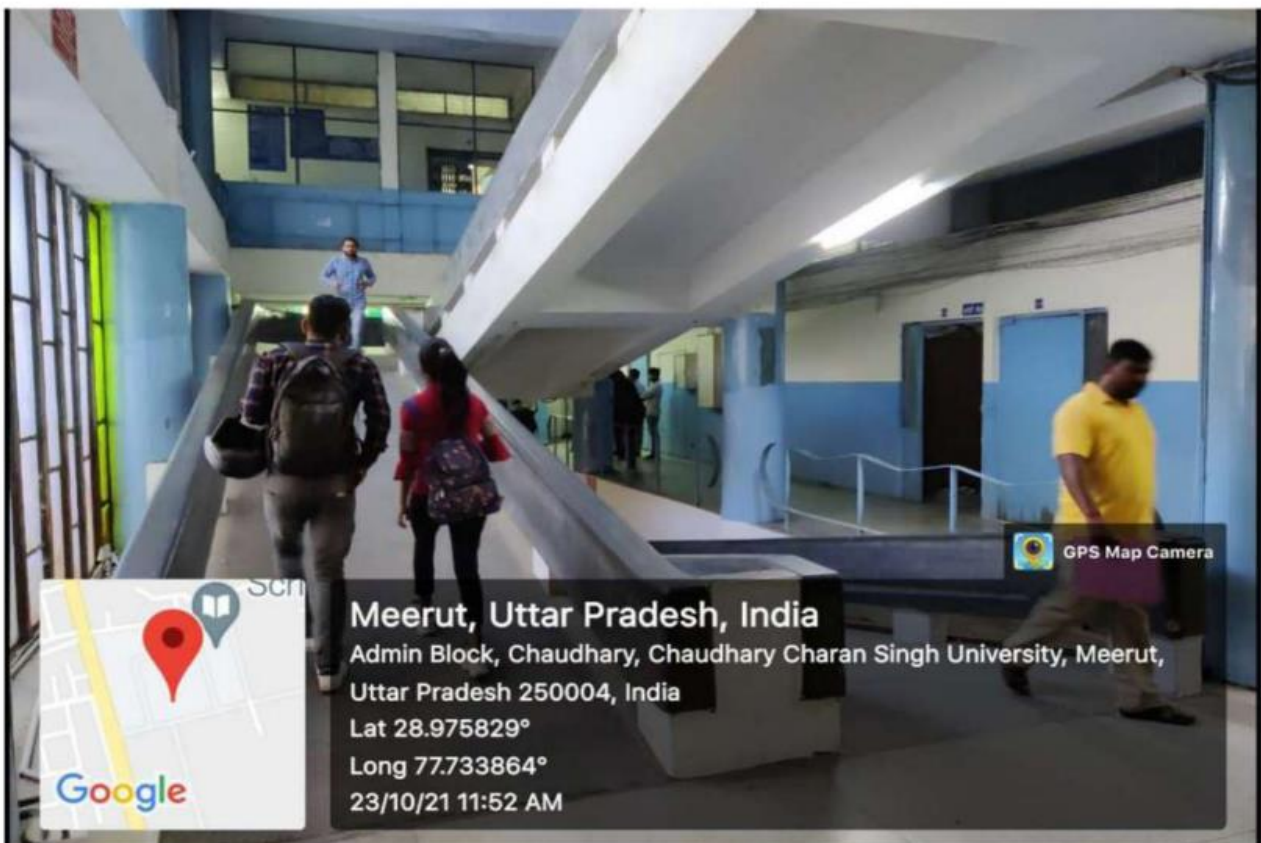 GPS Map Camera
Sch
Meerut, Uttar Pradesh, India
Admin Block, Chaudhary, Chaudhary Charan Singh University, Meerut,
Uttar Pradesh 250004, India
Lat 28.975829°
Long 77.733864°
23/10/21 11:52 AM
Google